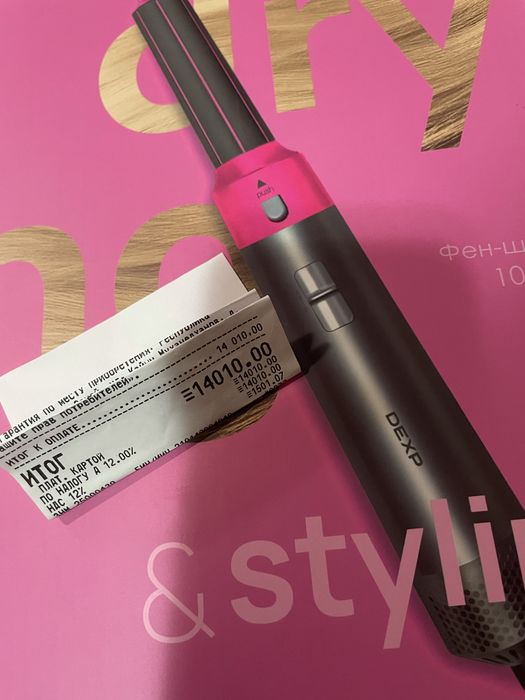 dry
push
фен-щ
10
гарантия по месту приобретения: Республика
ащите прав потребителей
ИТОГ К ОПЛАТЕ.................... 14 010.00
ИТОГ ≡14010.00
ПЛАТ. КАРТОЙ ≡14010.00
ПО НАЛОГУ А 12.00% ≡14010.00
НДС 12% ≡1501.07
DEXP
& stylin